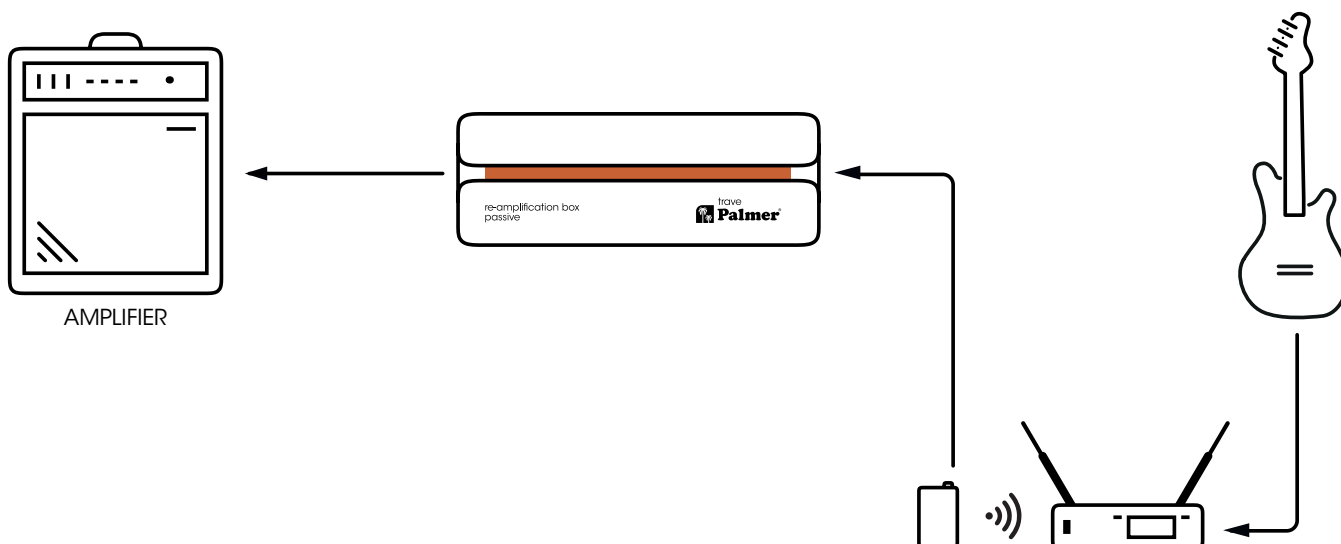 re-amplification box
passive
trave
Palmer®
AMPLIFIER